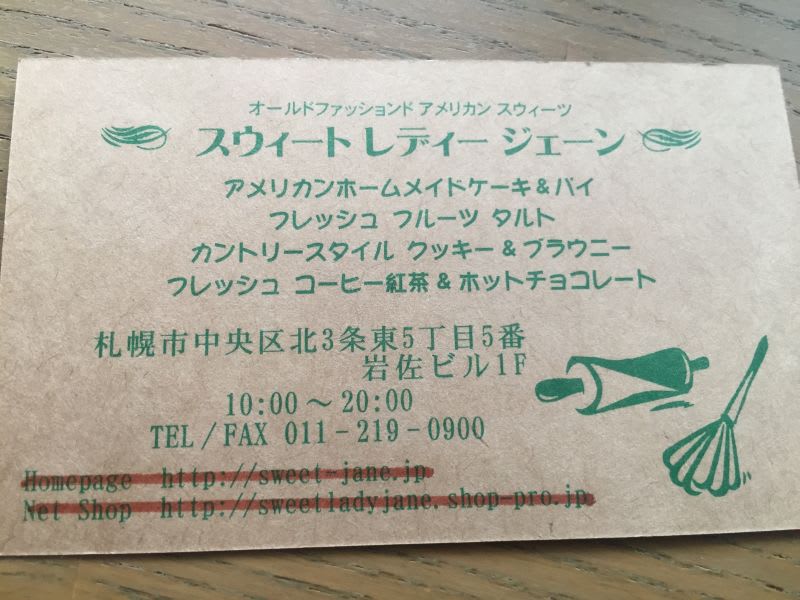 オールドファッションド アメリカン スウィーツ
スウィート レディー ジェーン
アメリカンホームメイドケーキ&パイ
フレッシュ フルーツ タルト
カントリースタイル クッキー&ブラウニー
フレッシュ コーヒー紅茶&ホットチョコレート
札幌市中央区北3条東5丁目5番
岩佐ビル1F
10:00～20:00
TEL/FAX 011-219-0900
Homepage http://sweet-jane.jp
Net Shop http://sweetladyjane.shop-pro.jp